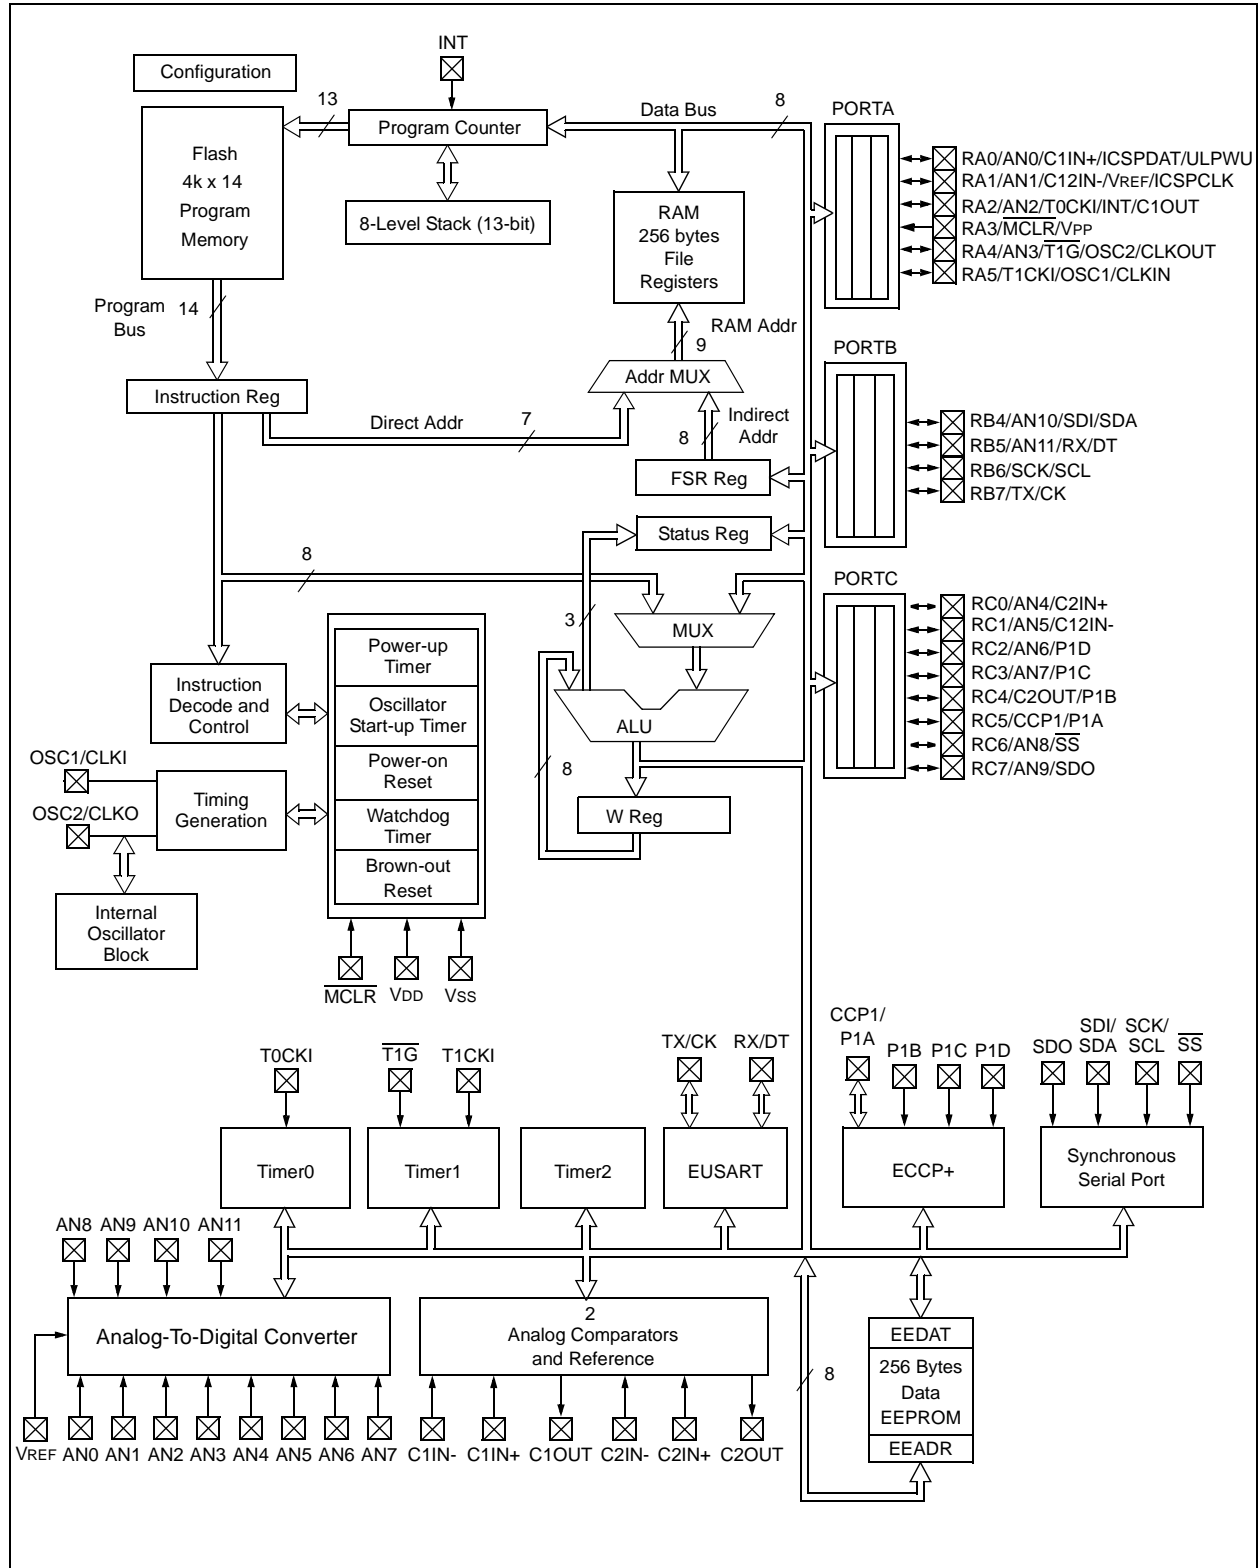 INT
Configuration
13
Program Counter
Data Bus
8
Flash
4k x 14
Program
Memory
8-Level Stack (13-bit)
RAM
256 bytes
File
Registers
PORTA
RA0/AN0/C1IN+/ICSPDAT/ULPWU
RA1/AN1/C12IN-/VREF/ICSPCLK
RA2/AN2/T0CKI/INT/C1OUT
RA3/MCLR/VPP
RA4/AN3/T1G/OSC2/CLKOUT
RA5/T1CKI/OSC1/CLKIN
Program
Bus
14
RAM Addr
9
Addr MUX
Instruction Reg
Direct Addr
7
8
Indirect
Addr
FSR Reg
PORTB
RB4/AN10/SDI/SDA
RB5/AN11/RX/DT
RB6/SCK/SCL
RB7/TX/CK
Status Reg
8
3
MUX
PORTC
RC0/AN4/C2IN+
RC1/AN5/C12IN-
RC2/AN6/P1D
RC3/AN7/P1C
RC4/C2OUT/P1B
RC5/CCP1/P1A
RC6/AN8/SS
RC7/AN9/SDO
Instruction
Decode and
Control
Power-up
Timer
Oscillator
Start-up Timer
Power-on
Reset
Watchdog
Timer
Brown-out
Reset
ALU
8
W Reg
OSC1/CLKI
OSC2/CLKO
Timing
Generation
Internal
Oscillator
Block
MCLR
VDD
VSS
T0CKI
T1G
T1CKI
TX/CK
RX/DT
CCP1/
P1A
P1B
P1C
P1D
SDO
SDI/
SDA
SCK/
SCL
SS
Timer0
Timer1
Timer2
EUSART
ECCP+
Synchronous
Serial Port
AN8
AN9
AN10
AN11
Analog-To-Digital Converter
2
Analog Comparators
and Reference
8
EEDAT
256 Bytes
Data
EEPROM
EEADR
VREF
AN0
AN1
AN2
AN3
AN4
AN5
AN6
AN7
C1IN-
C1IN+
C1OUT
C2IN-
C2IN+
C2OUT